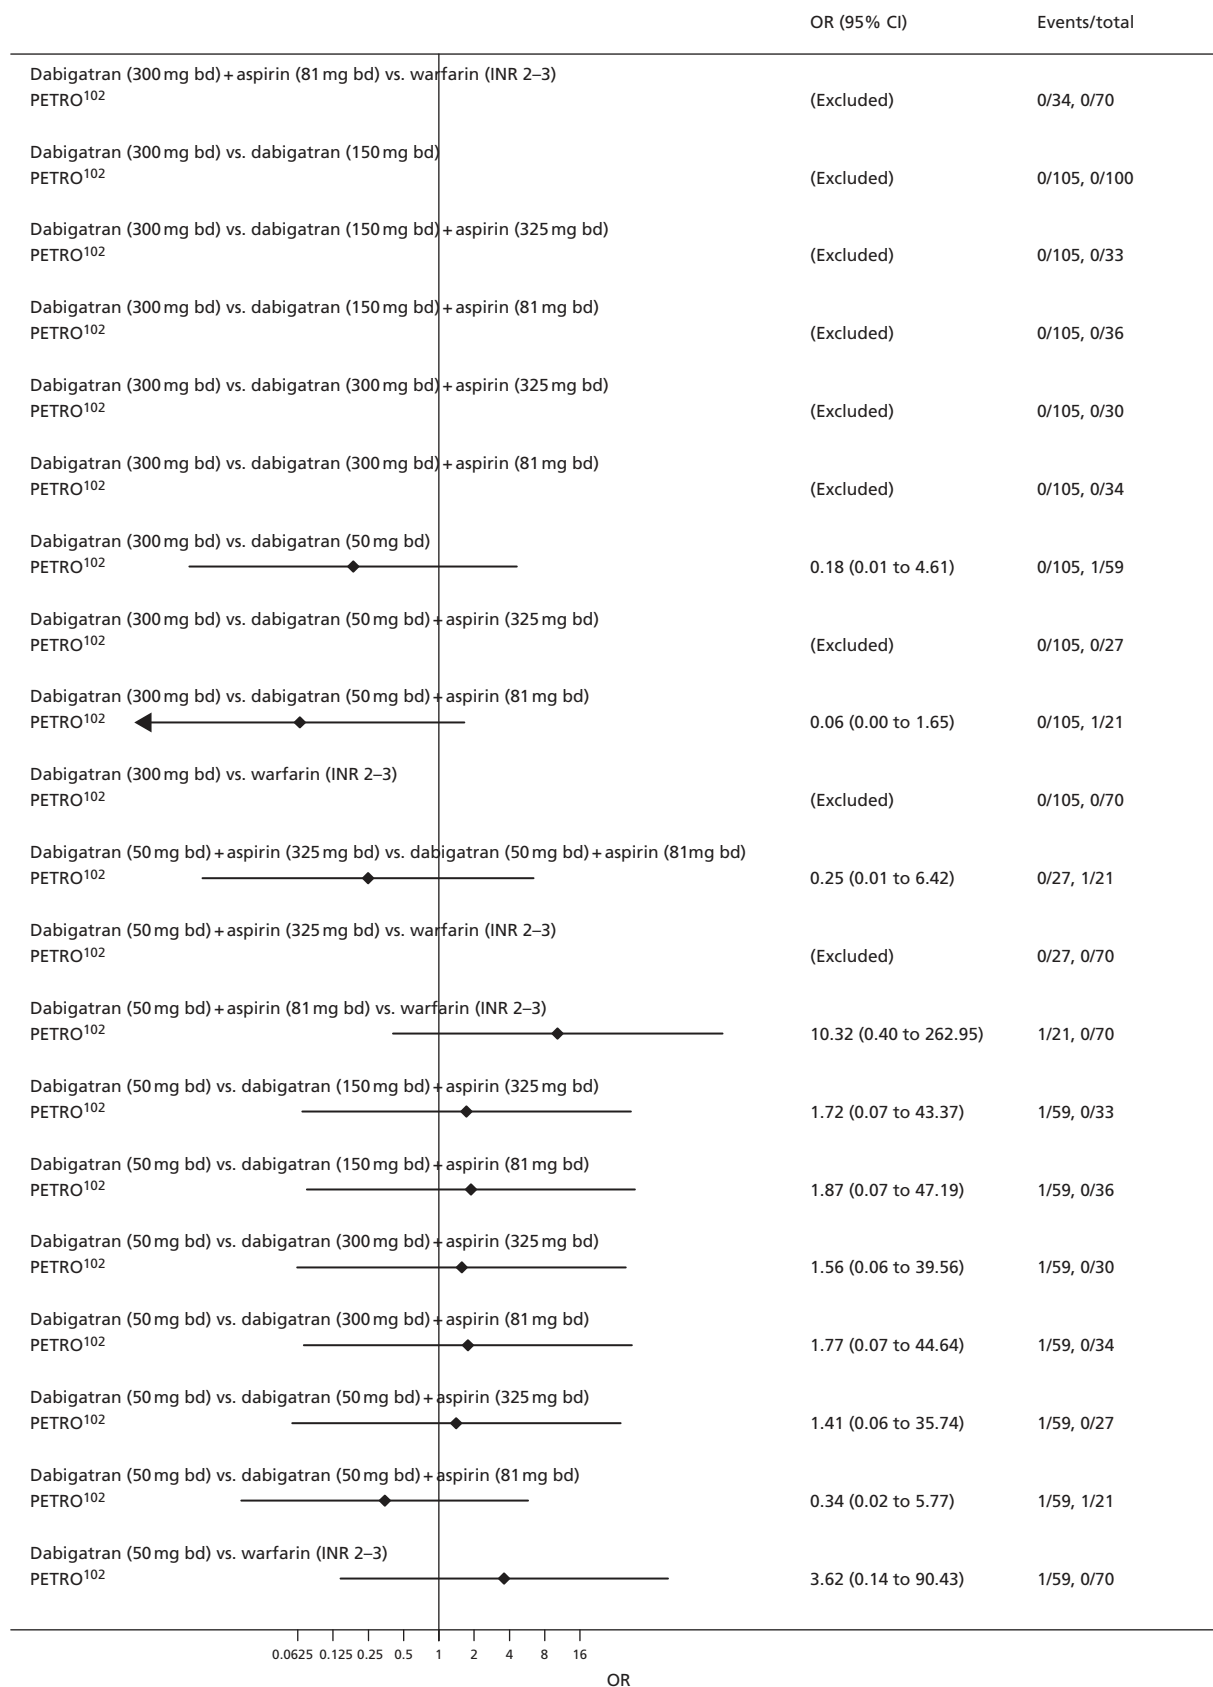 OR (95% CI) Events/total
Dabigatran (300 mg bd) + aspirin (81 mg bd) vs. warfarin (INR 2–3)
PETRO102 (Excluded) 0/34, 0/70
Dabigatran (300 mg bd) vs. dabigatran (150 mg bd)
PETRO102 (Excluded) 0/105, 0/100
Dabigatran (300 mg bd) vs. dabigatran (150 mg bd) + aspirin (325 mg bd)
PETRO102 (Excluded) 0/105, 0/33
Dabigatran (300 mg bd) vs. dabigatran (150 mg bd) + aspirin (81 mg bd)
PETRO102 (Excluded) 0/105, 0/36
Dabigatran (300 mg bd) vs. dabigatran (300 mg bd) + aspirin (325 mg bd)
PETRO102 (Excluded) 0/105, 0/30
Dabigatran (300 mg bd) vs. dabigatran (300 mg bd) + aspirin (81 mg bd)
PETRO102 (Excluded) 0/105, 0/34
Dabigatran (300 mg bd) vs. dabigatran (50 mg bd)
PETRO102 0.18 (0.01 to 4.61) 0/105, 1/59
Dabigatran (300 mg bd) vs. dabigatran (50 mg bd) + aspirin (325 mg bd)
PETRO102 (Excluded) 0/105, 0/27
Dabigatran (300 mg bd) vs. dabigatran (50 mg bd) + aspirin (81 mg bd)
PETRO102 0.06 (0.00 to 1.65) 0/105, 1/21
Dabigatran (300 mg bd) vs. warfarin (INR 2–3)
PETRO102 (Excluded) 0/105, 0/70
Dabigatran (50 mg bd) + aspirin (325 mg bd) vs. dabigatran (50 mg bd) + aspirin (81mg bd)
PETRO102 0.25 (0.01 to 6.42) 0/27, 1/21
Dabigatran (50 mg bd) + aspirin (325 mg bd) vs. warfarin (INR 2–3)
PETRO102 (Excluded) 0/27, 0/70
Dabigatran (50 mg bd) + aspirin (81 mg bd) vs. warfarin (INR 2–3)
PETRO102 10.32 (0.40 to 262.95) 1/21, 0/70
Dabigatran (50 mg bd) vs. dabigatran (150 mg bd) + aspirin (325 mg bd)
PETRO102 1.72 (0.07 to 43.37) 1/59, 0/33
Dabigatran (50 mg bd) vs. dabigatran (150 mg bd) + aspirin (81 mg bd)
PETRO102 1.87 (0.07 to 47.19) 1/59, 0/36
Dabigatran (50 mg bd) vs. dabigatran (300 mg bd) + aspirin (325 mg bd)
PETRO102 1.56 (0.06 to 39.56) 1/59, 0/30
Dabigatran (50 mg bd) vs. dabigatran (300 mg bd) + aspirin (81 mg bd)
PETRO102 1.77 (0.07 to 44.64) 1/59, 0/34
Dabigatran (50 mg bd) vs. dabigatran (50 mg bd) + aspirin (325 mg bd)
PETRO102 1.41 (0.06 to 35.74) 1/59, 0/27
Dabigatran (50 mg bd) vs. dabigatran (50 mg bd) + aspirin (81 mg bd)
PETRO102 0.34 (0.02 to 5.77) 1/59, 1/21
Dabigatran (50 mg bd) vs. warfarin (INR 2–3)
PETRO102 3.62 (0.14 to 90.43) 1/59, 0/70
0.0625 0.125 0.25 0.5 1 2 4 8 16
OR